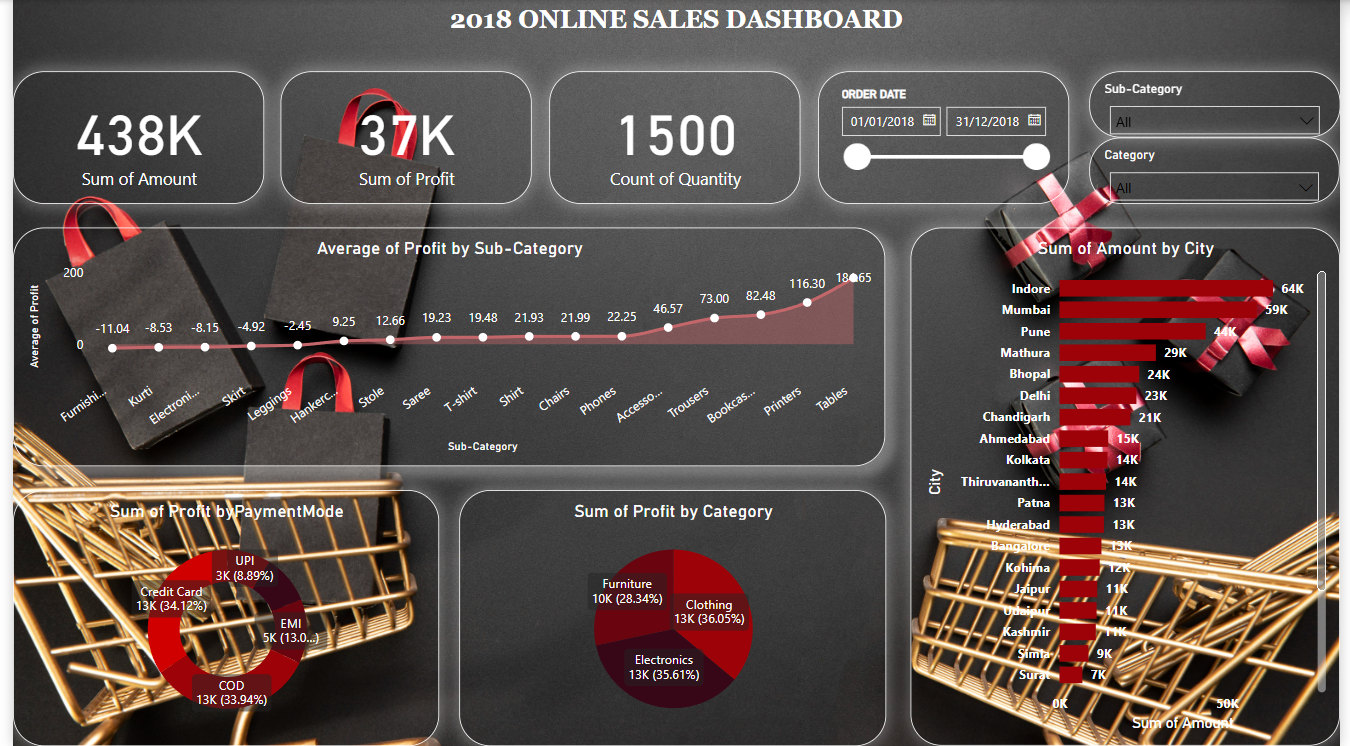 2018 ONLINE SALES DASHBOARD
438K
Sum of Amount
37K
Sum of Profit
1500
Count of Quantity
ORDER DATE
01/01/2018
31/12/2018
Sub-Category
All
Category
All
Average of Profit by Sub-Category
Average of Profit
200
0
-11.04
-8.53
-8.15
-4.92
-2.45
9.25
12.66
19.23
19.48
21.93
21.99
22.25
46.57
73.00
82.48
116.30
Furnishi...
Kurti
Electroni...
Skirt
Leggings
Hankerc...
Stole
Saree
T-shirt
Shirt
Chairs
Phones
Accesso...
Trousers
Bookcas...
Printers
Tables
Sub-Category
Sum of Amount by City
City
Indore 64K
Mumbai 59K
Pune 44K
Mathura 29K
Bhopal 24K
Delhi 23K
Chandigarh 21K
Ahmedabad 15K
Kolkata 14K
Thiruvananth... 14K
Patna 13K
Hyderabad 13K
Bangalore 13K
Kohima 12K
Jaipur 11K
Udaipur 11K
Kashmir 11K
Simla 9K
Surat 7K
0K
50K
Sum of Amount
Sum of Profit byPaymentMode
UPI
3K (8.89%)
Credit Card
13K (34.12%)
EMI
5K (13.0...)
COD
13K (33.94%)
Sum of Profit by Category
Furniture
10K (28.34%)
Clothing
13K (36.05%)
Electronics
13K (35.61%)